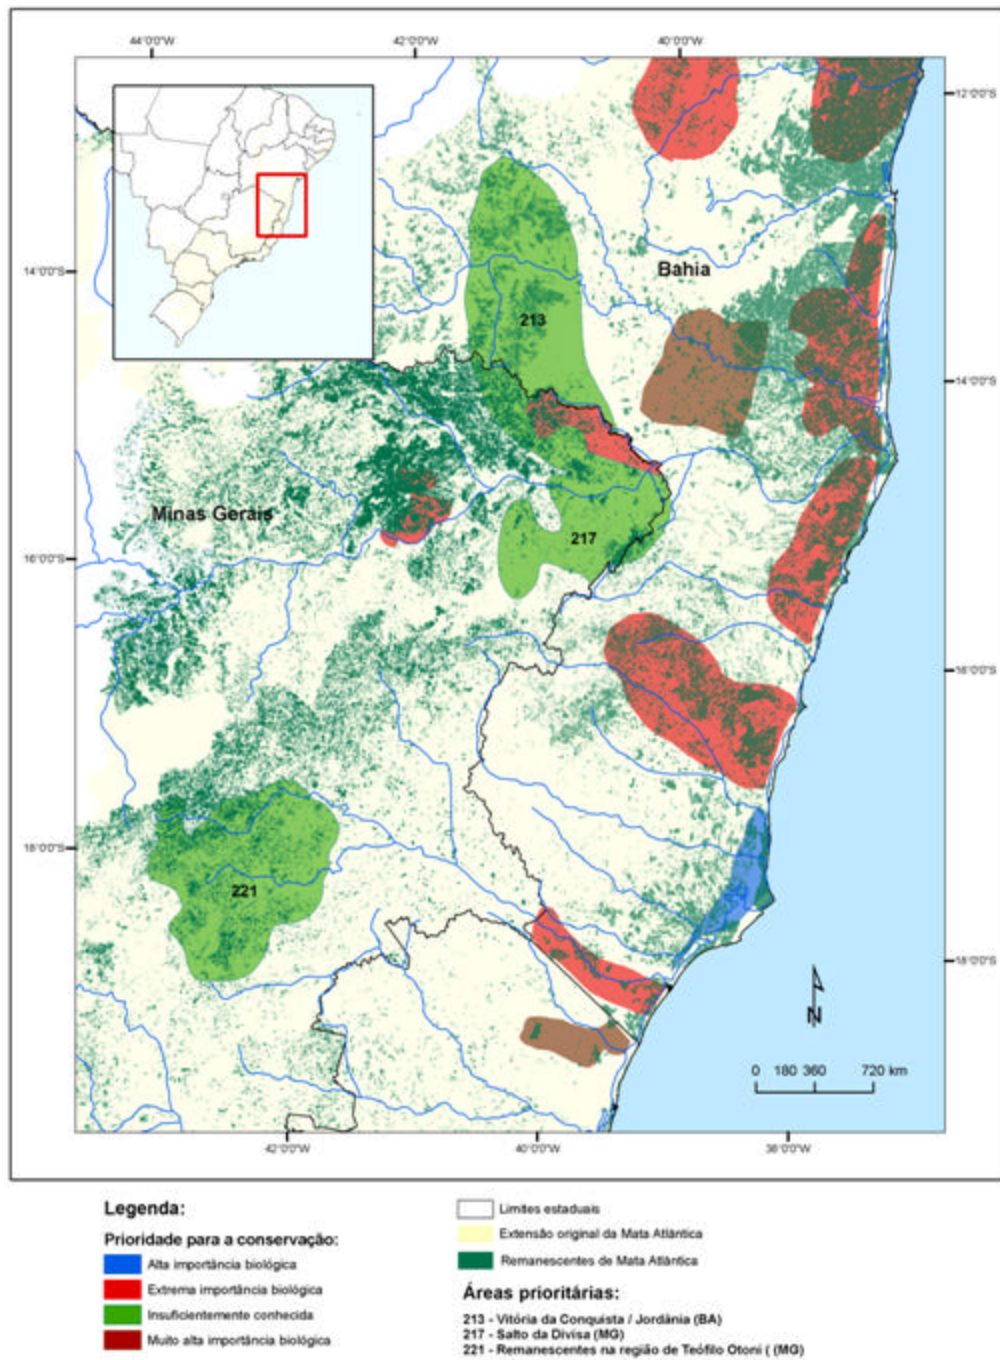 44°0'0"W 42°0'0"W 40°0'0"W
12°0'0"S
Bahia
14°0'0"S
213
14°0'0"S
Minas Gerais
217
16°0'0"S
16°0'0"S
18°0'0"S
221
18°0'0"S
N
0 180 360 720 km
42°0'0"W 40°0'0"W 38°0'0"W
Legenda:
Prioridade para a conservação:
Alta importância biológica
Extrema importância biológica
Insuficientemente conhecida
Muito alta importância biológica
Limites estaduais
Extensão original da Mata Atlântica
Remanescentes de Mata Atlântica
Áreas prioritárias:
213 - Vitória da Conquista / Jordânia (BA)
217 - Salto da Divisa (MG)
221 - Remanescentes na região de Teófilo Otoni ( (MG)